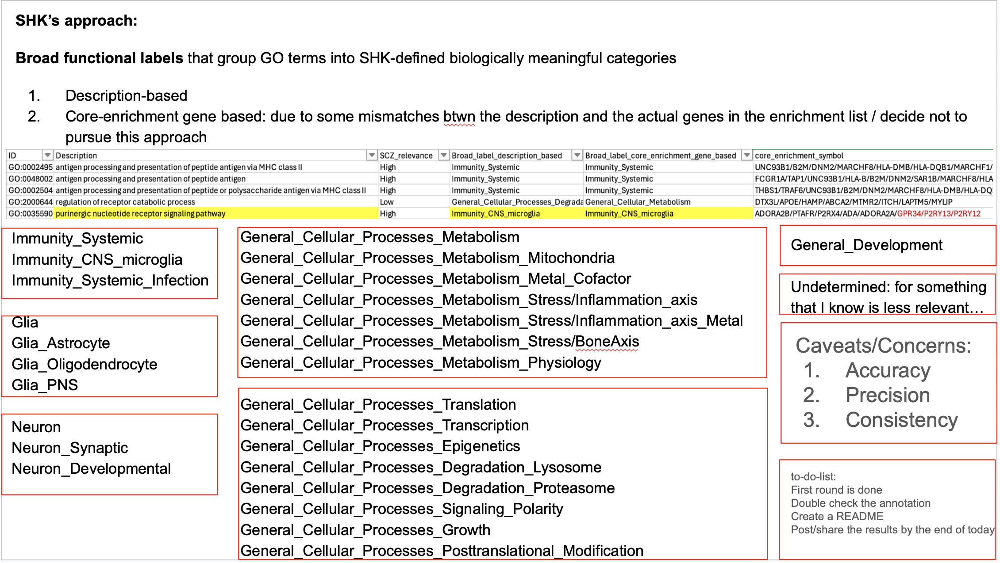 SHK’s approach:
Broad functional labels that group GO terms into SHK-defined biologically meaningful categories
1. Description-based
2. Core-enrichment gene based: due to some mismatches btwn the description and the actual genes in the enrichment list / decide not to
pursue this approach
ID Description SCZ_relevance Broad_label_description_based Broad_label_core_enrichment_gene_based core_enrichment_symbol
GO:0002495 antigen processing and presentation of peptide antigen via MHC class II High Immunity_Systemic Immunity_Systemic UNC93B1/B2M/DNM2/MARCHF8/HLA-DMB/HLA-DQB1/MARCHF1/
GO:0048002 antigen processing and presentation of peptide antigen High Immunity_Systemic Immunity_Systemic FCGR1A/TAP1/UNC93B1/HLA-B/B2M/DNM2/SAR1B/MARCHF8/HLA
GO:0002504 antigen processing and presentation of peptide or polysaccharide antigen via MHC class II High Immunity_Systemic Immunity_Systemic THBS1/TRAF6/UNC93B1/B2M/DNM2/MARCHF8/HLA-DMB/HLA-DQ
GO:2000644 regulation of receptor catabolic process Low General_Cellular_Processes_Degrada General_Cellular_Metabolism DTX3L/APOE/HAMP/ABCA2/MTMR2/ITCH/LAPTM5/MYLIP
GO:0035590 purinergic nucleotide receptor signaling pathway High Immunity_CNS_microglia Immunity_CNS_microglia ADORA2B/PTAFR/P2RX4/ADA/ADORA2A/GPR34/P2RY13/P2RY12
Immunity_Systemic
Immunity_CNS_microglia
Immunity_Systemic_Infection
Glia
Glia_Astrocyte
Glia_Oligodendrocyte
Glia_PNS
Neuron
Neuron_Synaptic
Neuron_Developmental
General_Cellular_Processes_Metabolism
General_Cellular_Processes_Metabolism_Mitochondria
General_Cellular_Processes_Metabolism_Metal_Cofactor
General_Cellular_Processes_Metabolism_Stress/Inflammation_axis
General_Cellular_Processes_Metabolism_Stress/Inflammation_axis_Metal
General_Cellular_Processes_Metabolism_Stress/BoneAxis
General_Cellular_Processes_Metabolism_Physiology
General_Cellular_Processes_Translation
General_Cellular_Processes_Transcription
General_Cellular_Processes_Epigenetics
General_Cellular_Processes_Degradation_Lysosome
General_Cellular_Processes_Degradation_Proteasome
General_Cellular_Processes_Signaling_Polarity
General_Cellular_Processes_Growth
General_Cellular_Processes_Posttranslational_Modification
General_Development
Undetermined: for something
that I know is less relevant…
Caveats/Concerns:
1. Accuracy
2. Precision
3. Consistency
to-do-list:
First round is done
Double check the annotation
Create a README
Post/share the results by the end of today